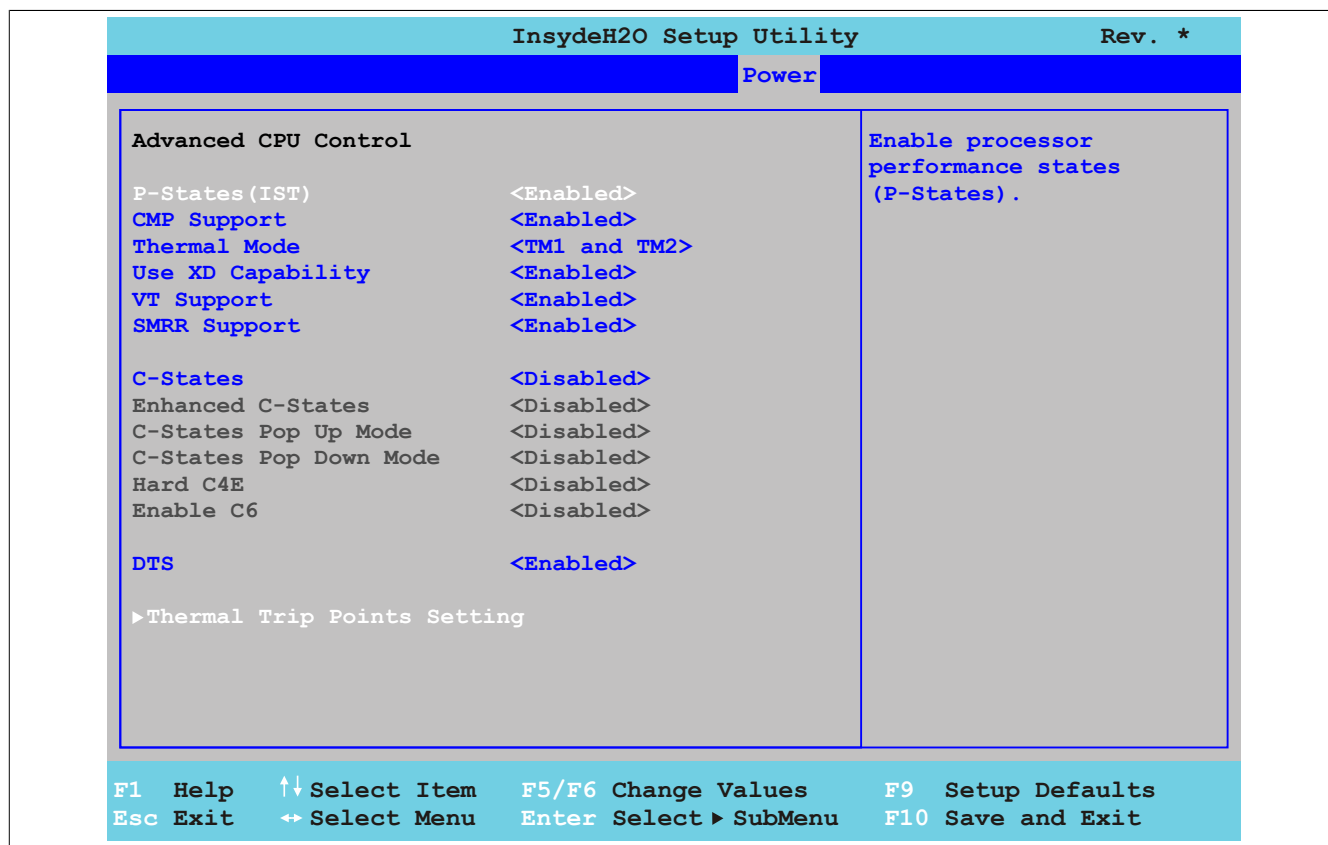 InsydeH2O Setup Utility Rev. *
Power
Advanced CPU Control
P-States(IST) <Enabled>
CMP Support <Enabled>
Thermal Mode <TM1 and TM2>
Use XD Capability <Enabled>
VT Support <Enabled>
SMRR Support <Enabled>
C-States <Disabled>
Enhanced C-States <Disabled>
C-States Pop Up Mode <Disabled>
C-States Pop Down Mode <Disabled>
Hard C4E <Disabled>
Enable C6 <Disabled>
DTS <Enabled>
▶Thermal Trip Points Setting
Enable processor
performance states
(P-States).
F1 Help ↑↓ Select Item F5/F6 Change Values F9 Setup Defaults
Esc Exit ↔ Select Menu Enter Select ▶ SubMenu F10 Save and Exit